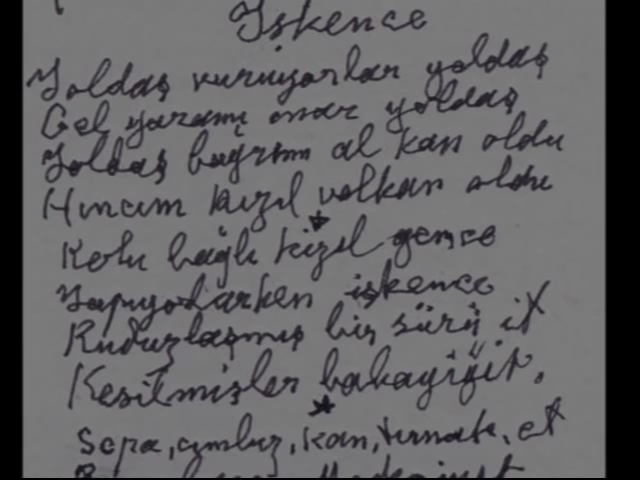 İşkence
Yoldaş vuruyorlar yoldaş
Gel yaramı onar yoldaş
Yoldaş bağrım al kan oldu
Hıncım kızıl volkan oldu
Kolu bağlı kızıl gence
Yapıyorlarken işkence
Kuduzlaşmış bir sürü it
Kesilmişler bakayiğit.
Sopa, cımbız, kan, tırnak, et